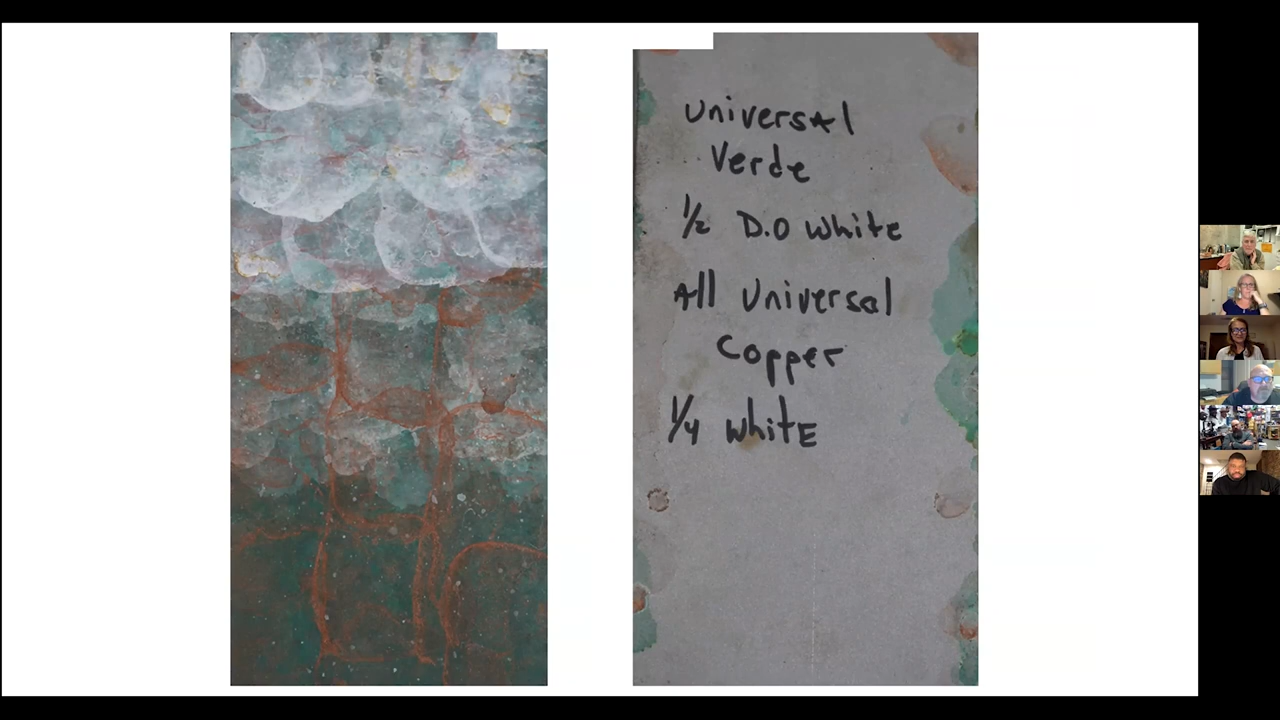 UniversAl
Verde
1/2 D.O white
All Universal
Copper
1/4 whitE